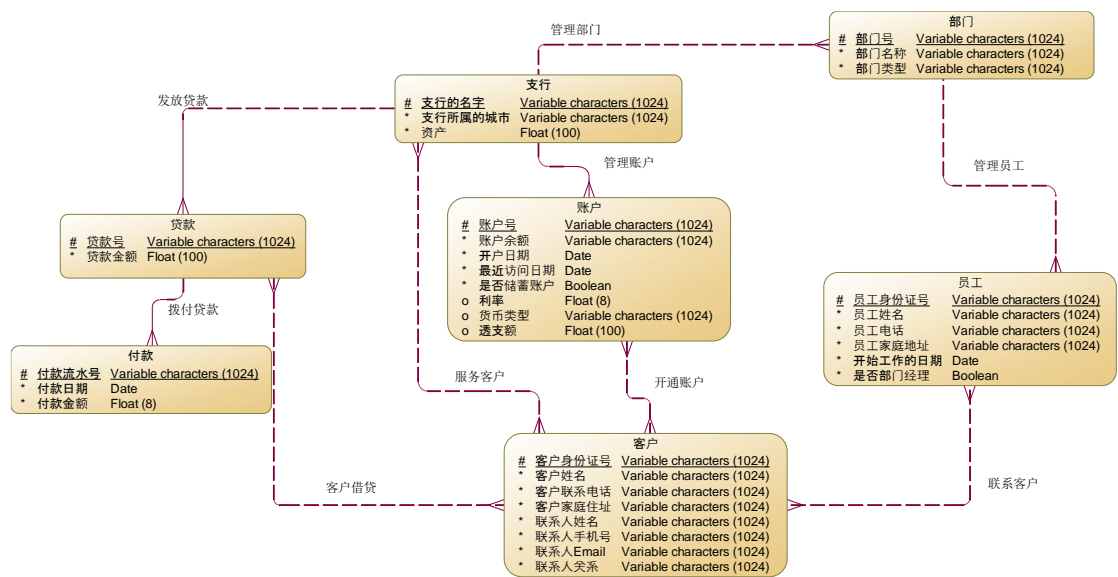 管理部门
部门
# 部门号 Variable characters (1024)
* 部门名称 Variable characters (1024)
* 部门类型 Variable characters (1024)
支行
# 支行的名字 Variable characters (1024)
* 支行所属的城市 Variable characters (1024)
* 资产 Float (100)
发放贷款
管理账户
管理员工
账户
# 账户号 Variable characters (1024)
* 账户余额 Variable characters (1024)
* 开户日期 Date
* 最近访问日期 Date
* 是否储蓄账户 Boolean
o 利率 Float (8)
o 货币类型 Variable characters (1024)
o 透支额 Float (100)
贷款
# 贷款号 Variable characters (1024)
* 贷款金额 Float (100)
拨付贷款
员工
# 员工身份证号 Variable characters (1024)
* 员工姓名 Variable characters (1024)
* 员工电话 Variable characters (1024)
* 员工家庭地址 Variable characters (1024)
* 开始工作的日期 Date
* 是否部门经理 Boolean
付款
# 付款流水号 Variable characters (1024)
* 付款日期 Date
* 付款金额 Float (8)
服务客户
开通账户
客户
# 客户身份证号 Variable characters (1024)
* 客户姓名 Variable characters (1024)
* 客户联系电话 Variable characters (1024)
* 客户家庭住址 Variable characters (1024)
* 联系人姓名 Variable characters (1024)
* 联系人手机号 Variable characters (1024)
* 联系人Email Variable characters (1024)
* 联系人关系 Variable characters (1024)
客户借贷
联系客户